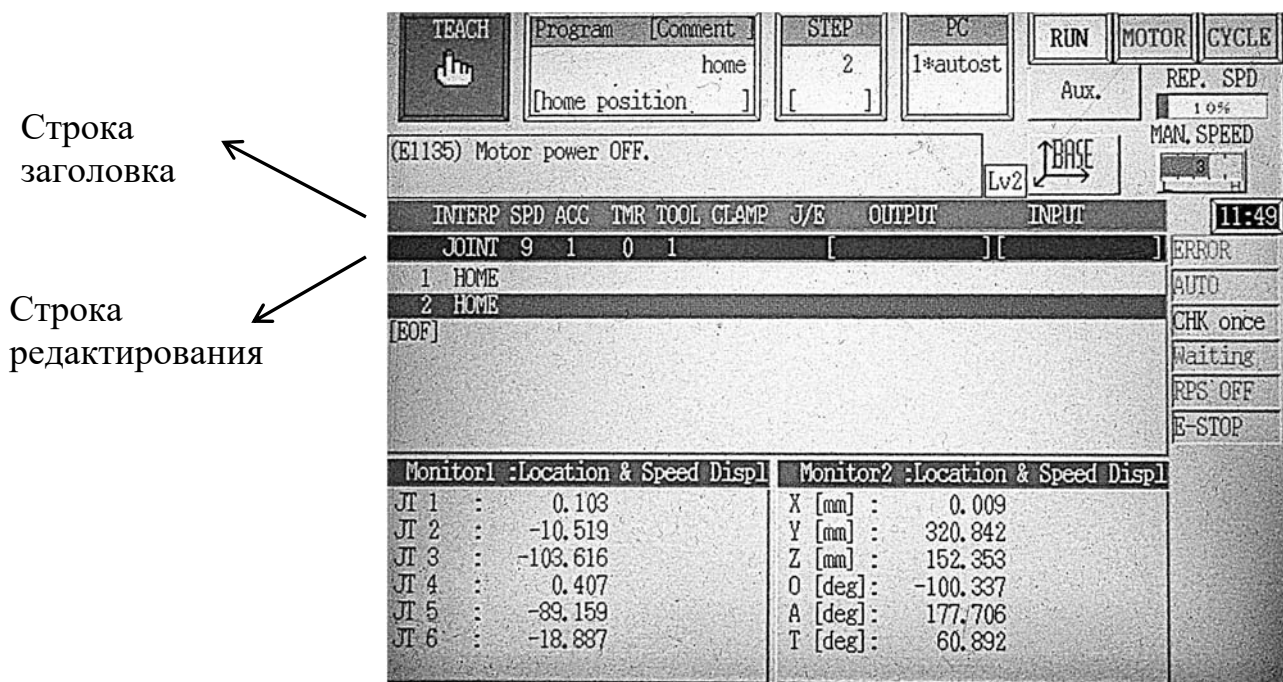 Строка
заголовка
Строка
редактирования
TEACH
Program [Comment ]
home
[home position ]
STEP
2
[ ]
PC
1*autost
RUN MOTOR CYCLE
Aux.
REP. SPD
10%
(E1135) Motor power OFF.
Lv2
BASE
MAN. SPEED
3
H
INTERP SPD ACC TMR TOOL CLAMP J/E OUTPUT INPUT
11:49
JOINT 9 1 0 1 [ ][ ]
1 HOME
2 HOME
[EOF]
ERROR
AUTO
CHK once
Waiting
RPS OFF
E-STOP
Monitor1 :Location & Speed Displ
JT 1 : 0.103
JT 2 : -10.519
JT 3 : -103.616
JT 4 : 0.407
JT 5 : -89.159
JT 6 : -18.887
Monitor2 :Location & Speed Displ
X [mm] : 0.009
Y [mm] : 320.842
Z [mm] : 152.353
O [deg]: -100.337
A [deg]: 177.706
T [deg]: 60.892